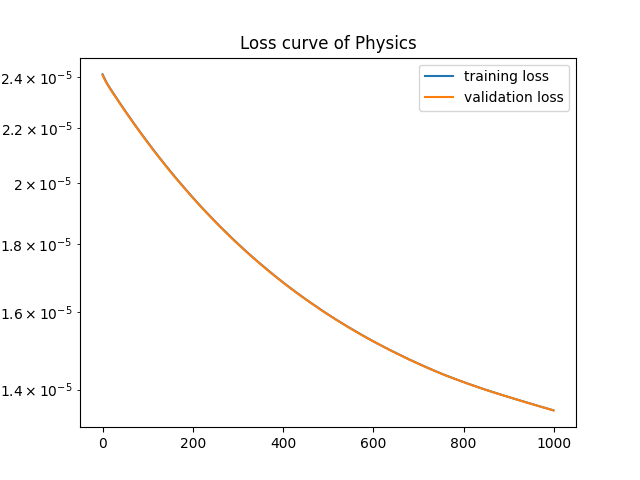 Loss curve of Physics
training loss
validation loss
2.4 × 10⁻⁵
2.2 × 10⁻⁵
2 × 10⁻⁵
1.8 × 10⁻⁵
1.6 × 10⁻⁵
1.4 × 10⁻⁵
0 200 400 600 800 1000